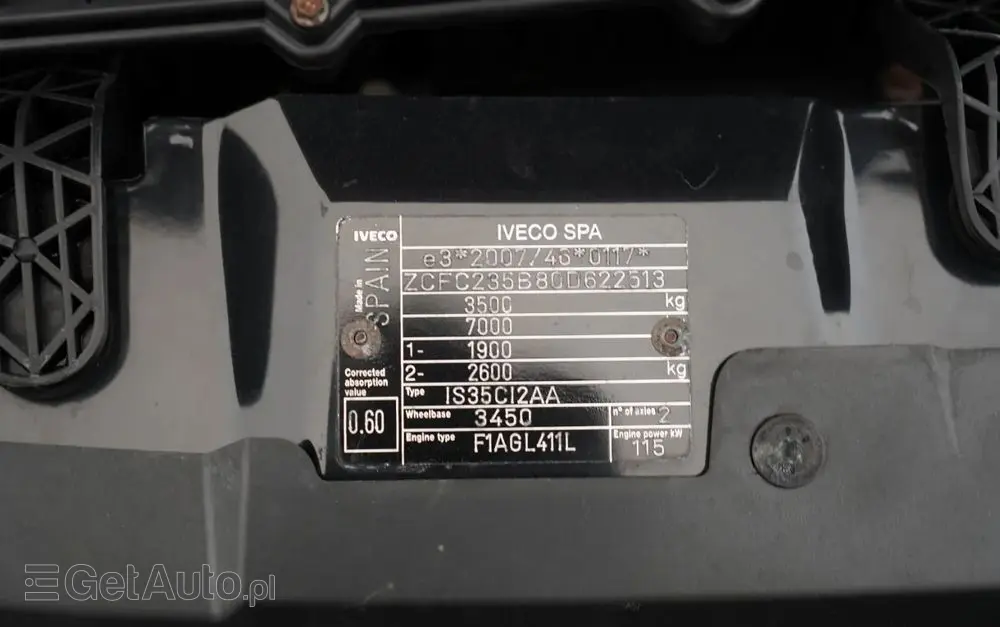 IVECO
IVECO SPA
Made in
SPAIN
e3*2007/46*0117*
ZCFC235B80D622513
3500 kg
7000
1- 1900
2- 2600 kg
Corrected
absorption
value
0.60
Type IS35CI2AA
Wheelbase 3450
n° of axles 2
Engine type F1AGL411L
Engine power kW
115
GetAuto.pl